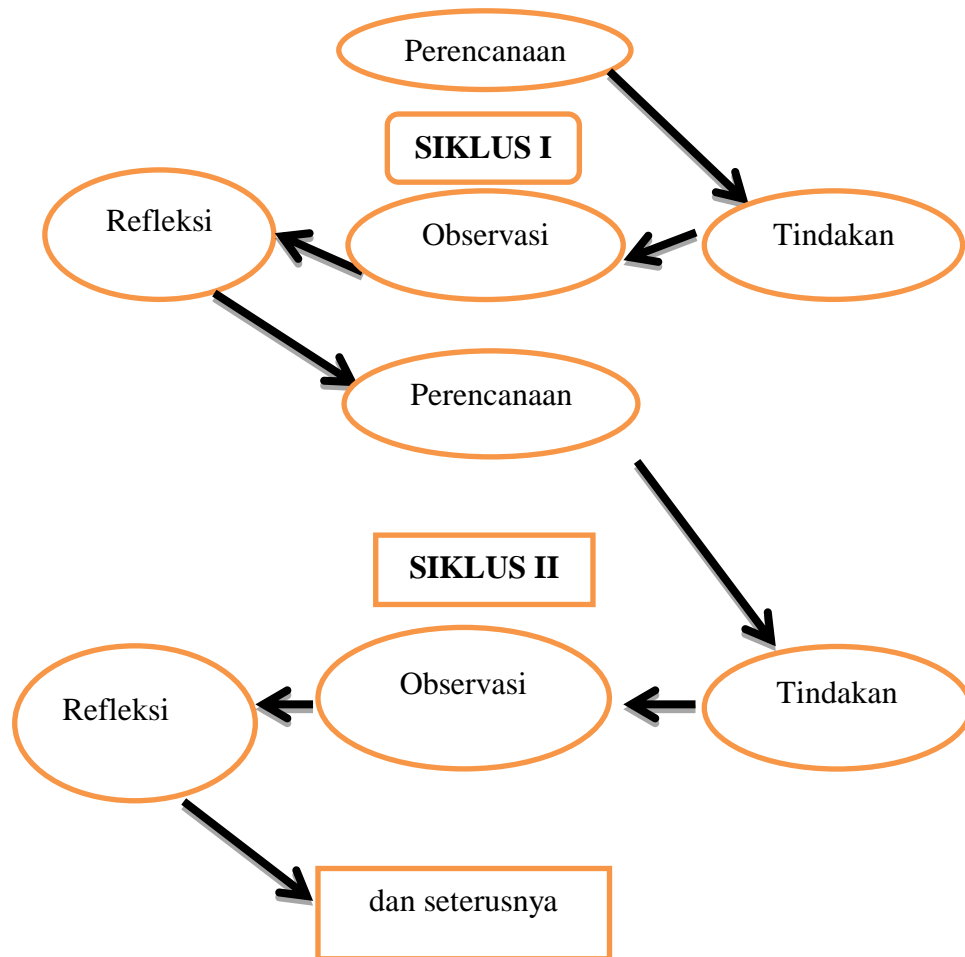 Perencanaan
SIKLUS I
Refleksi
Observasi
Tindakan
Perencanaan
SIKLUS II
Refleksi
Observasi
Tindakan
dan seterusnya